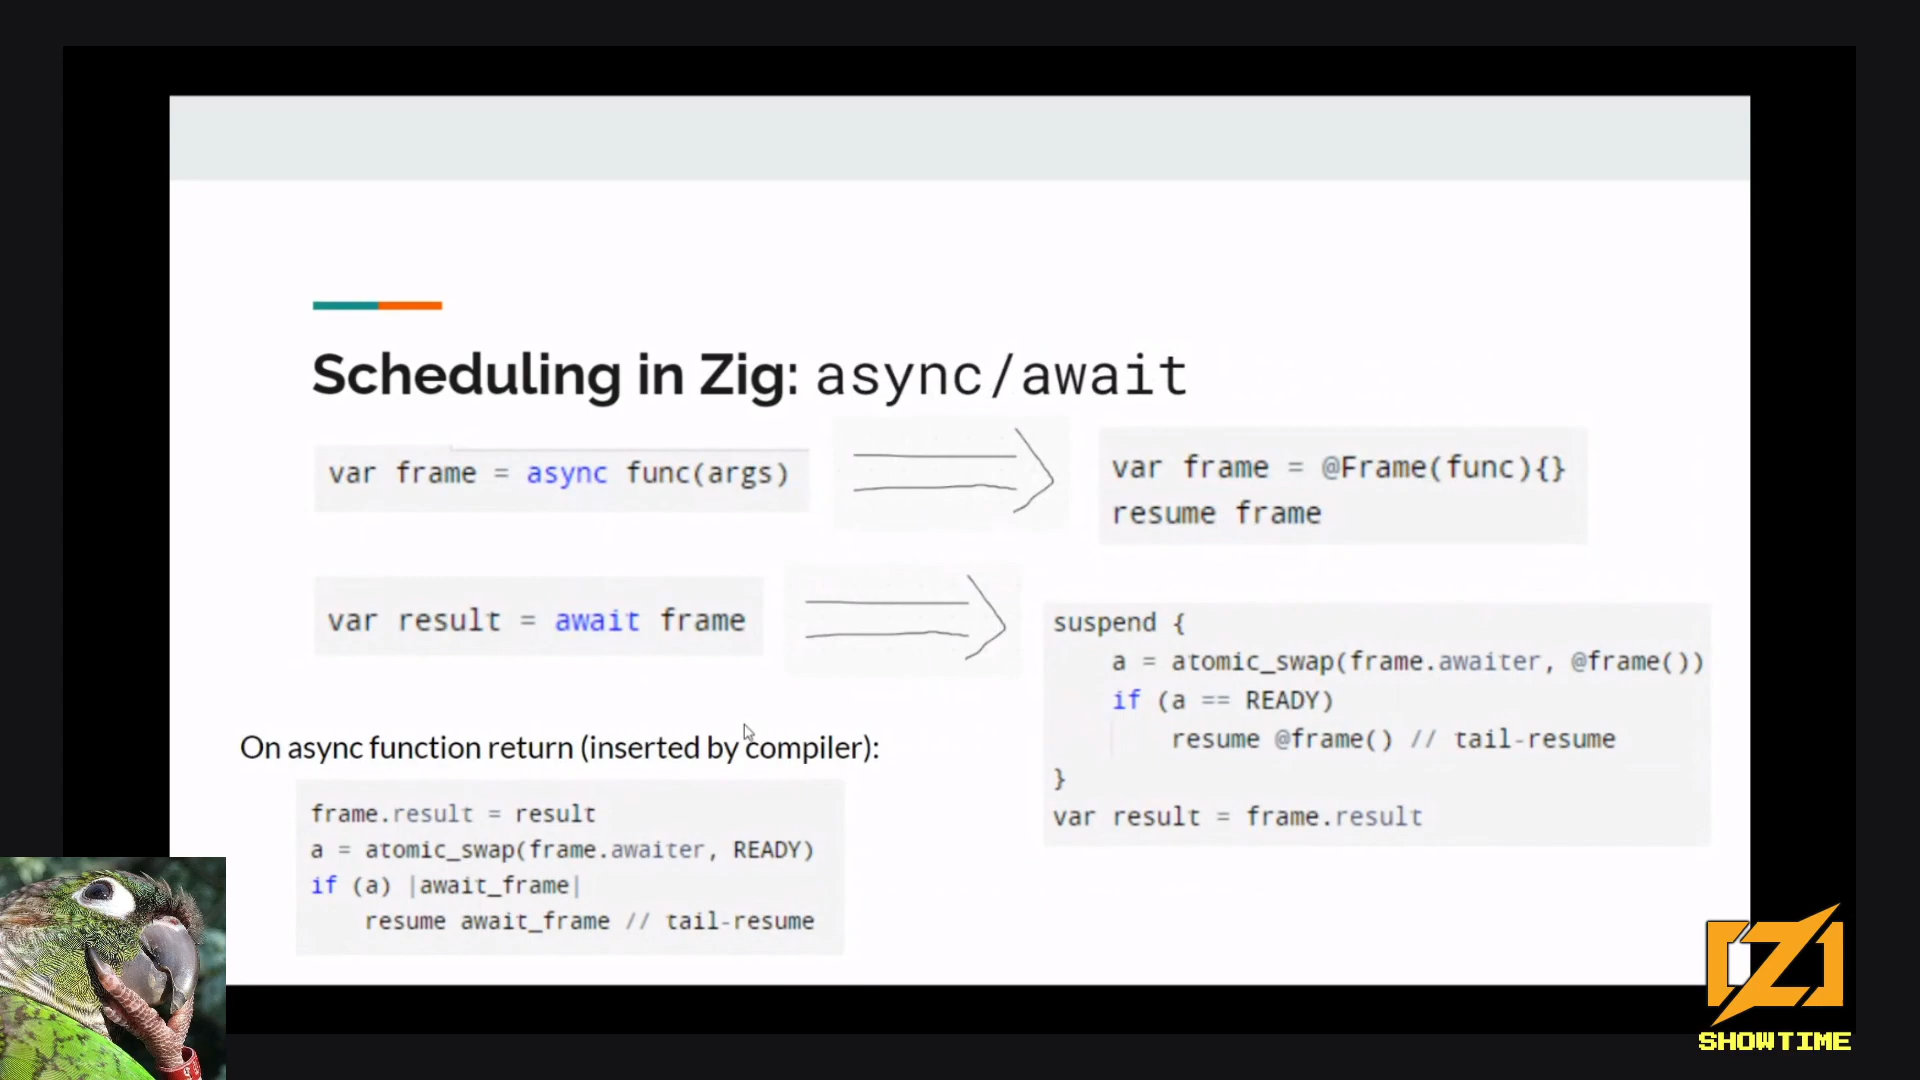 Scheduling in Zig: async/await
var frame = async func(args)
var frame = @Frame(func){}
resume frame
var result = await frame
suspend {
a = atomic_swap(frame.awaiter, @frame())
if (a == READY)
resume @frame() // tail-resume
}
var result = frame.result
On async function return (inserted by compiler):
frame.result = result
a = atomic_swap(frame.awaiter, READY)
if (a) |await_frame|
resume await_frame // tail-resume
SHOWTIME